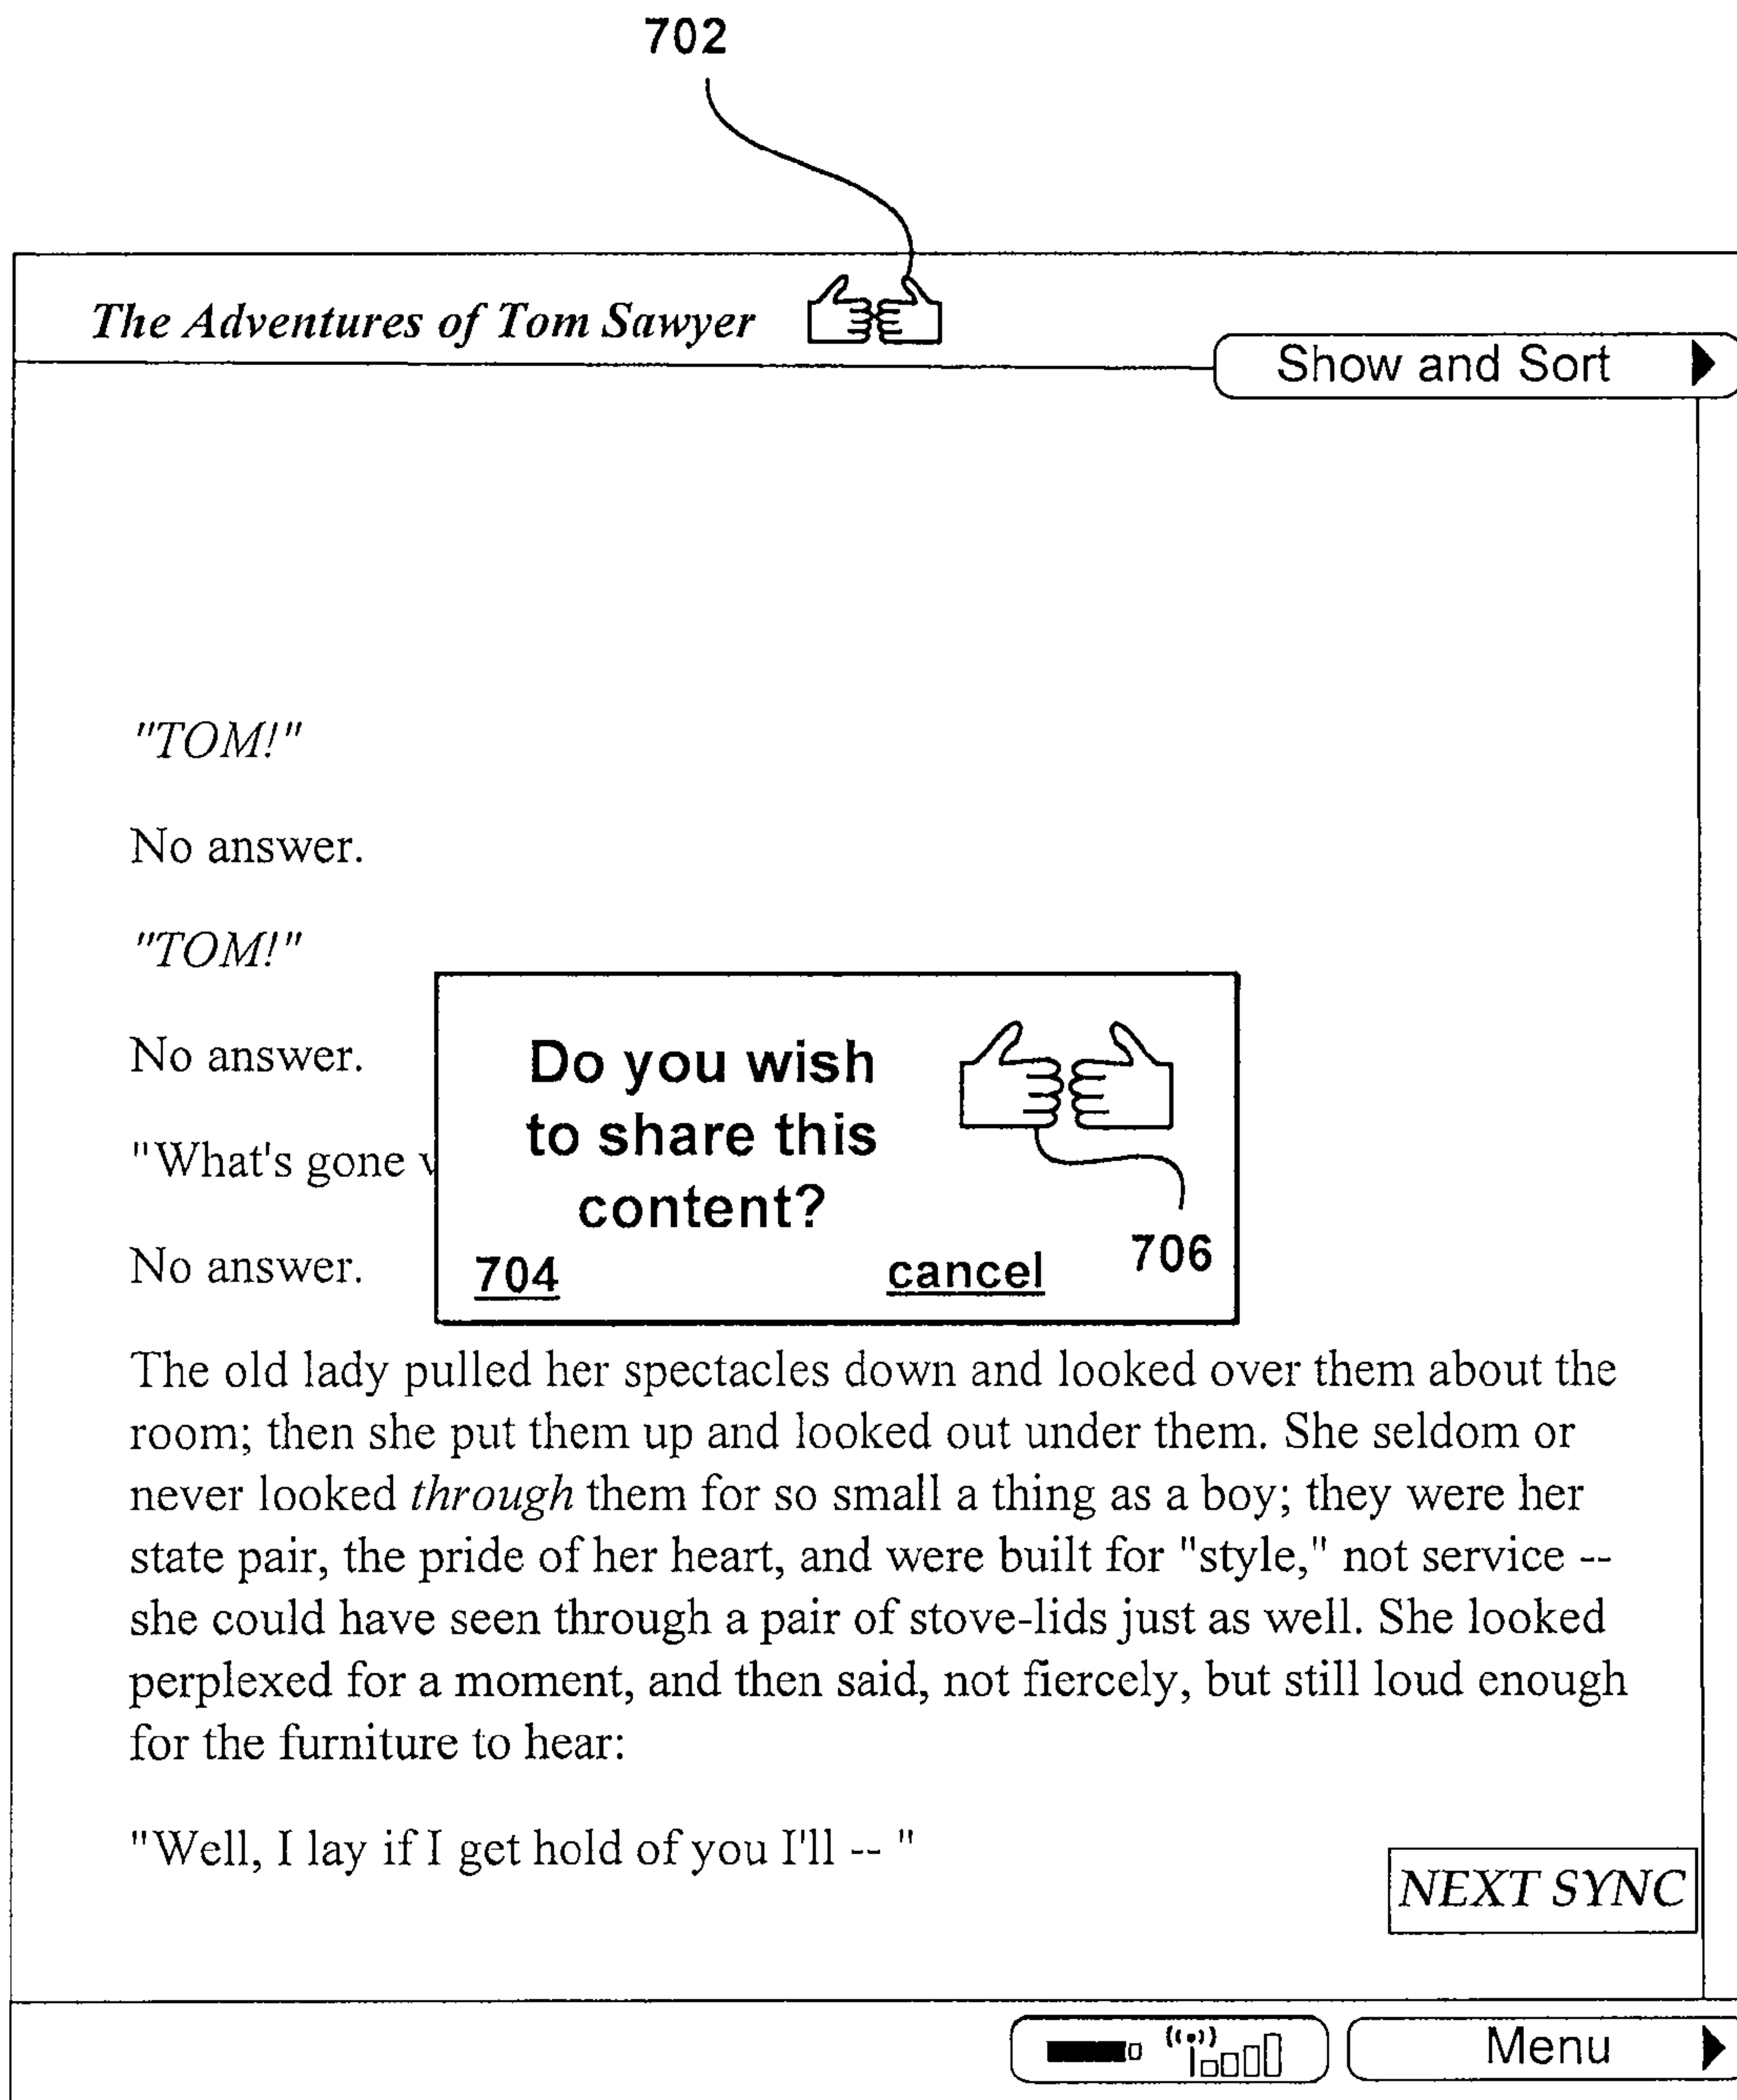 702
The Adventures of Tom Sawyer
Show and Sort
"TOM!"
No answer.
"TOM!"
No answer.
"What's gone
No answer.
Do you wish
to share this
content?
704
cancel
706
The old lady pulled her spectacles down and looked over them about the
room; then she put them up and looked out under them. She seldom or
never looked through them for so small a thing as a boy; they were her
state pair, the pride of her heart, and were built for "style," not service --
she could have seen through a pair of stove-lids just as well. She looked
perplexed for a moment, and then said, not fiercely, but still loud enough
for the furniture to hear:
"Well, I lay if I get hold of you I'll -- "
NEXT SYNC
Menu